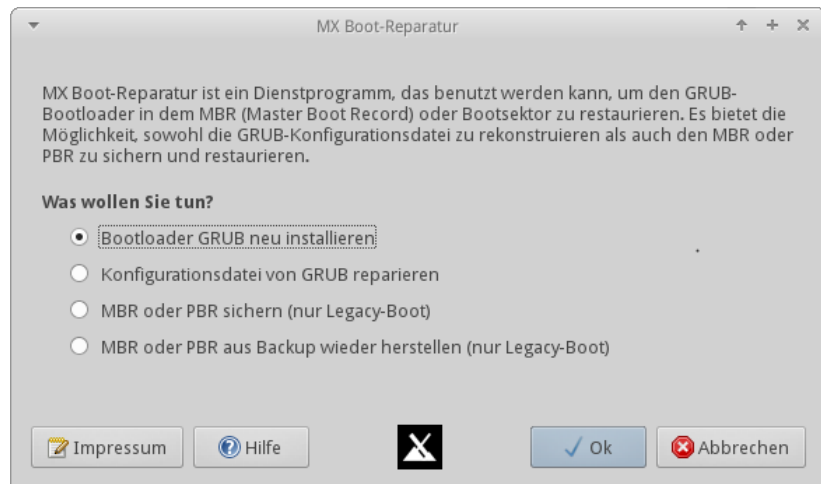 MX Boot-Reparatur
MX Boot-Reparatur ist ein Dienstprogramm, das benutzt werden kann, um den GRUB-
Bootloader in dem MBR (Master Boot Record) oder Bootsektor zu restaurieren. Es bietet die
Möglichkeit, sowohl die GRUB-Konfigurationsdatei zu rekonstruieren als auch den MBR oder
PBR zu sichern und restaurieren.
Was wollen Sie tun?
Bootloader GRUB neu installieren
Konfigurationsdatei von GRUB reparieren
MBR oder PBR sichern (nur Legacy-Boot)
MBR oder PBR aus Backup wieder herstellen (nur Legacy-Boot)
Impressum
Hilfe
Ok
Abbrechen